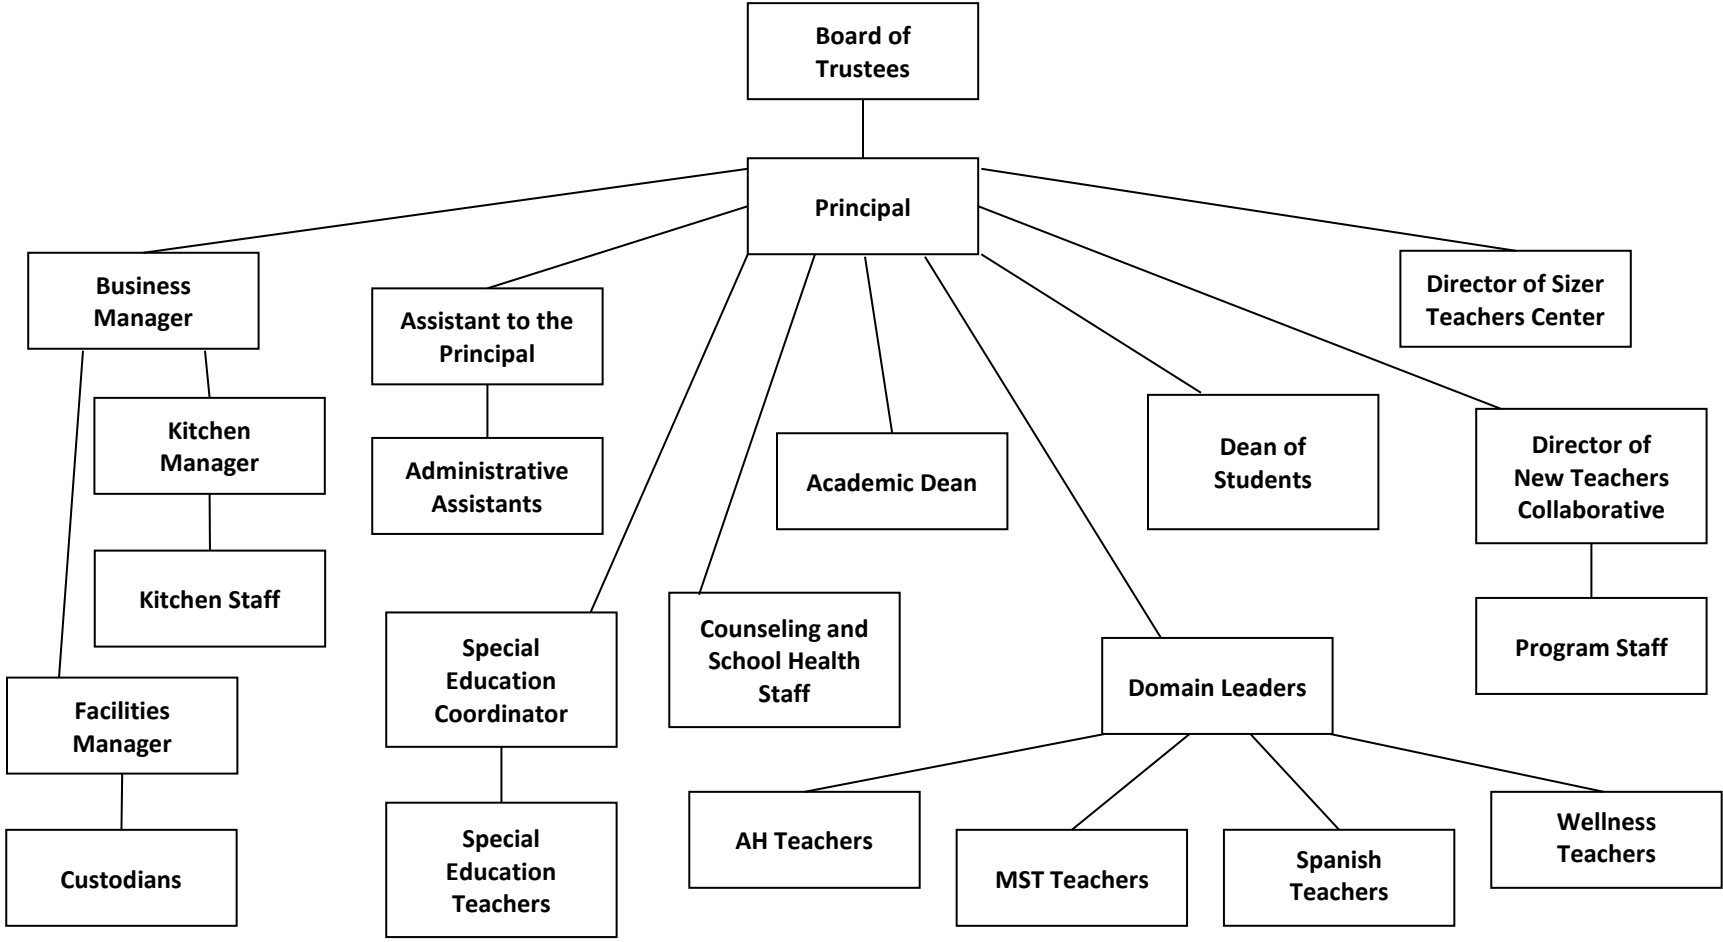 Board of
Trustees
Principal
Business
Manager
Assistant to the
Principal
Director of Sizer
Teachers Center
Kitchen
Manager
Administrative
Assistants
Academic Dean
Dean of
Students
Director of
New Teachers
Collaborative
Kitchen Staff
Special
Education
Coordinator
Counseling and
School Health
Staff
Domain Leaders
Program Staff
Facilities
Manager
Custodians
Special
Education
Teachers
AH Teachers
MST Teachers
Spanish
Teachers
Wellness
Teachers